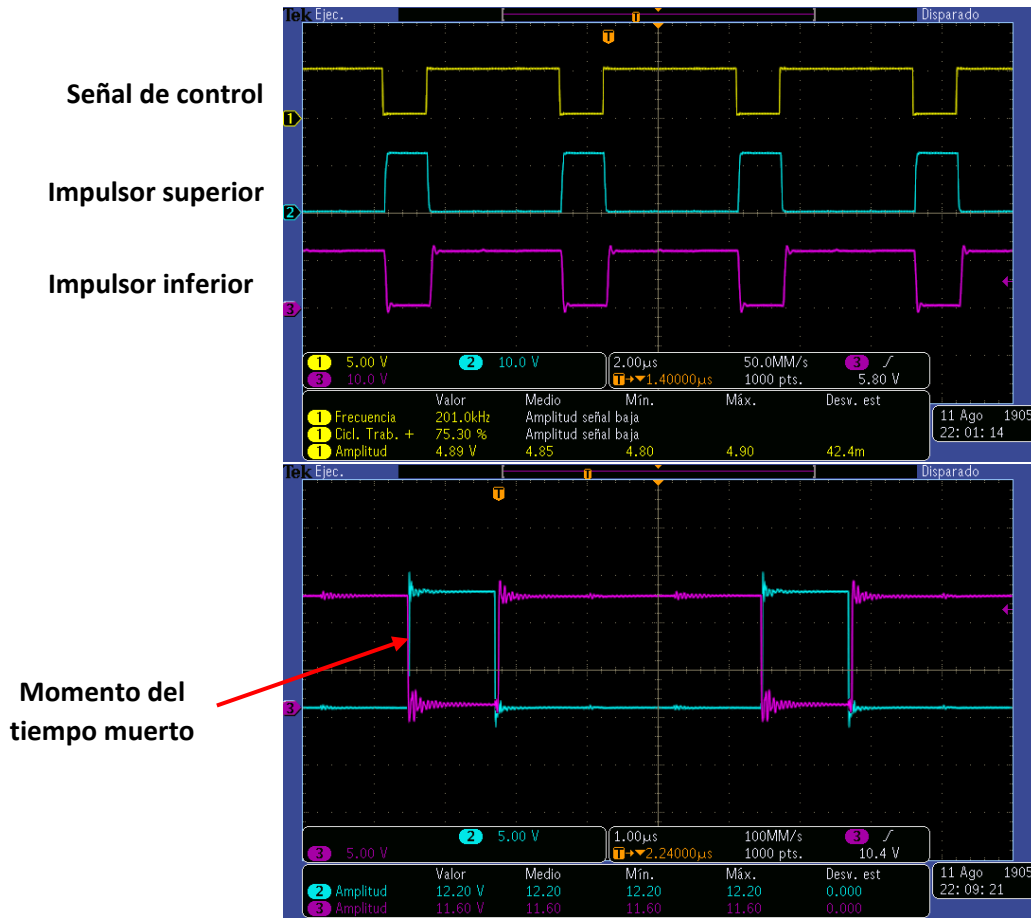 Tek Ejec.
Disparado
T
T
Señal de control
1
Impulsor superior
2
Impulsor inferior
3
1 5.00 V 2 10.0 V
3 10.0 V
2.00µs 50.0MM/s 3
T→▼1.40000µs 1000 pts. 5.80 V
Valor Medio Mín. Máx. Desv. est
1 Frecuencia 201.0kHz Amplitud señal baja
1 Cicl. Trab. + 75.30 % Amplitud señal baja
1 Amplitud 4.89 V 4.85 4.80 4.90 42.4m
11 Ago 1905
22:01:14
Tek Ejec.
Disparado
T
T
Momento del
tiempo muerto
3
2 5.00 V
3 5.00 V
1.00µs 100MM/s 3
T→▼2.24000µs 1000 pts. 10.4 V
Valor Medio Mín. Máx. Desv. est
2 Amplitud 12.20 V 12.20 12.20 12.20 0.000
3 Amplitud 11.60 V 11.60 11.60 11.60 0.000
11 Ago 1905
22:09:21